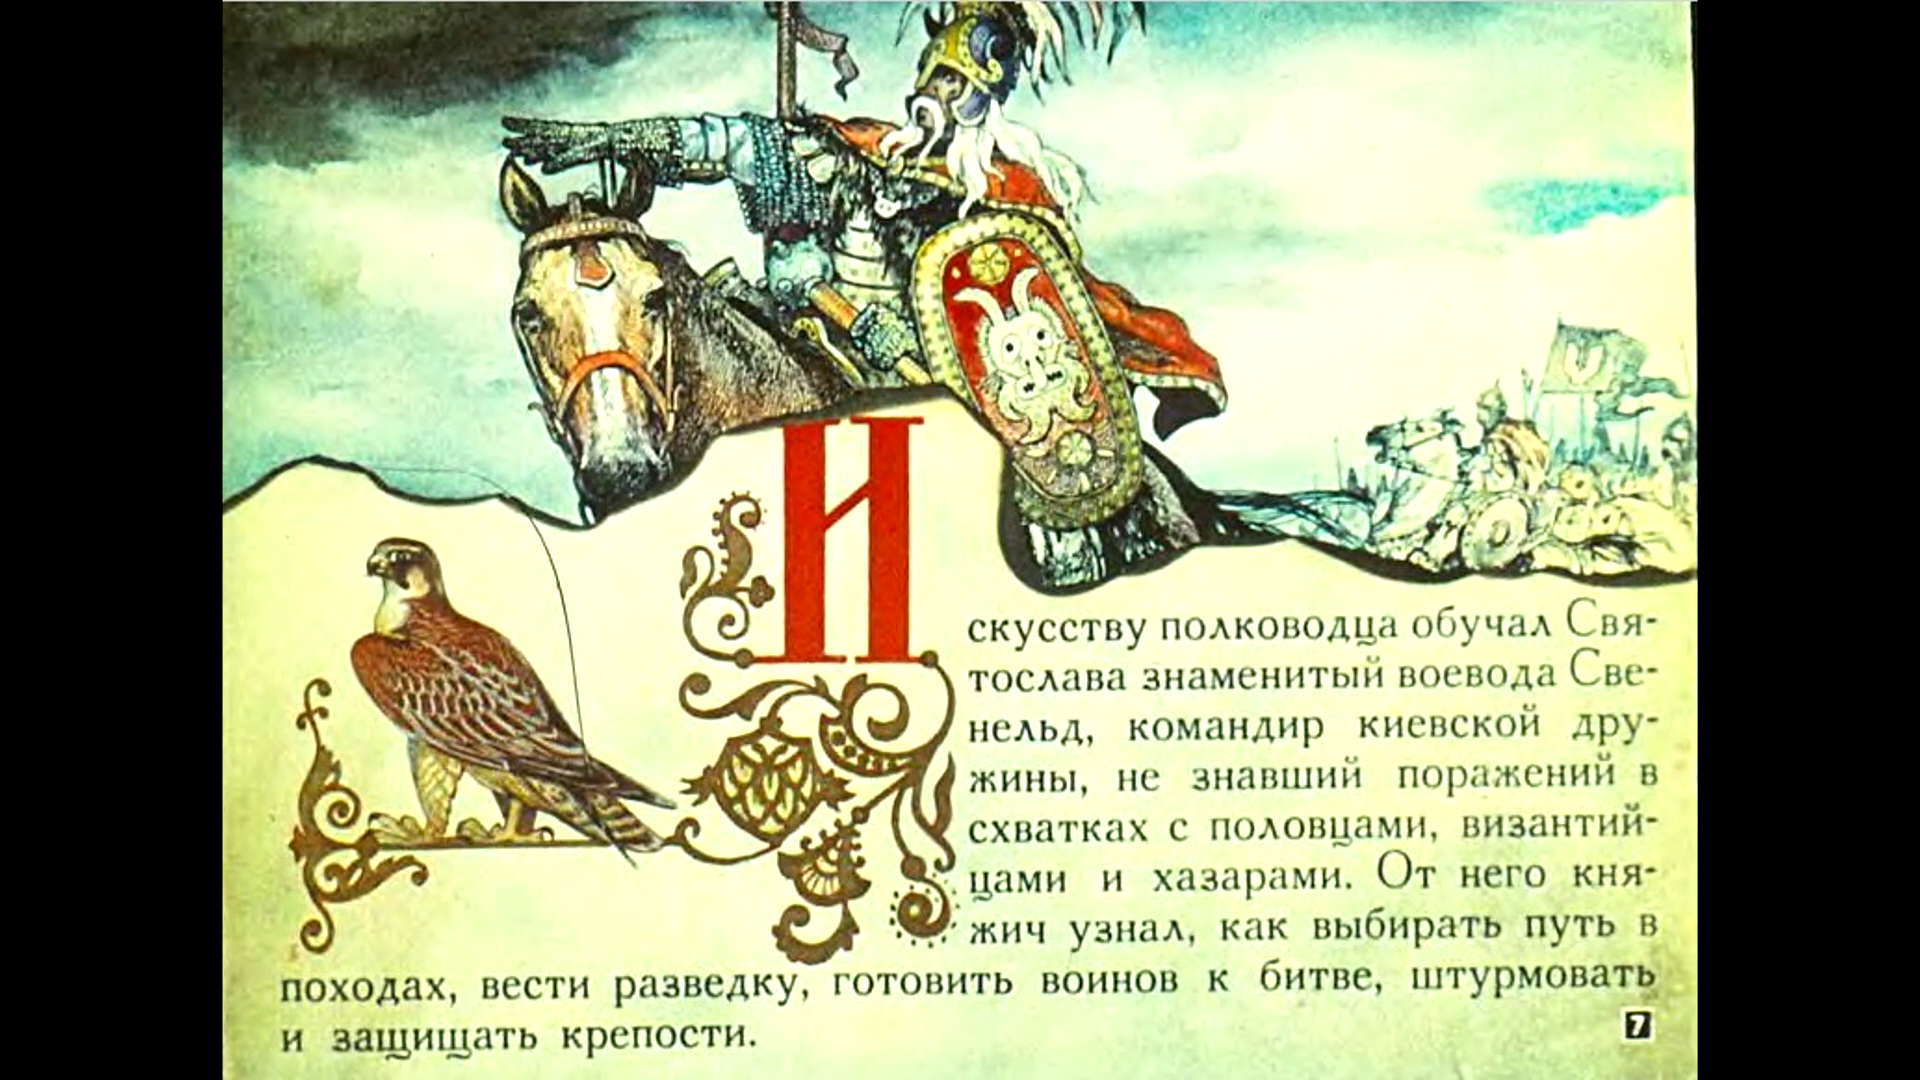 Искусству полководца обучал Свя-
тослава знаменитый воевода Све-
нельд, командир киевской дру-
жины, не знавший поражений в
схватках с половцами, византий-
цами и хазарами. От него кня-
жич узнал, как выбирать путь в
походах, вести разведку, готовить воинов к битве, штурмовать
и защищать крепости.
7